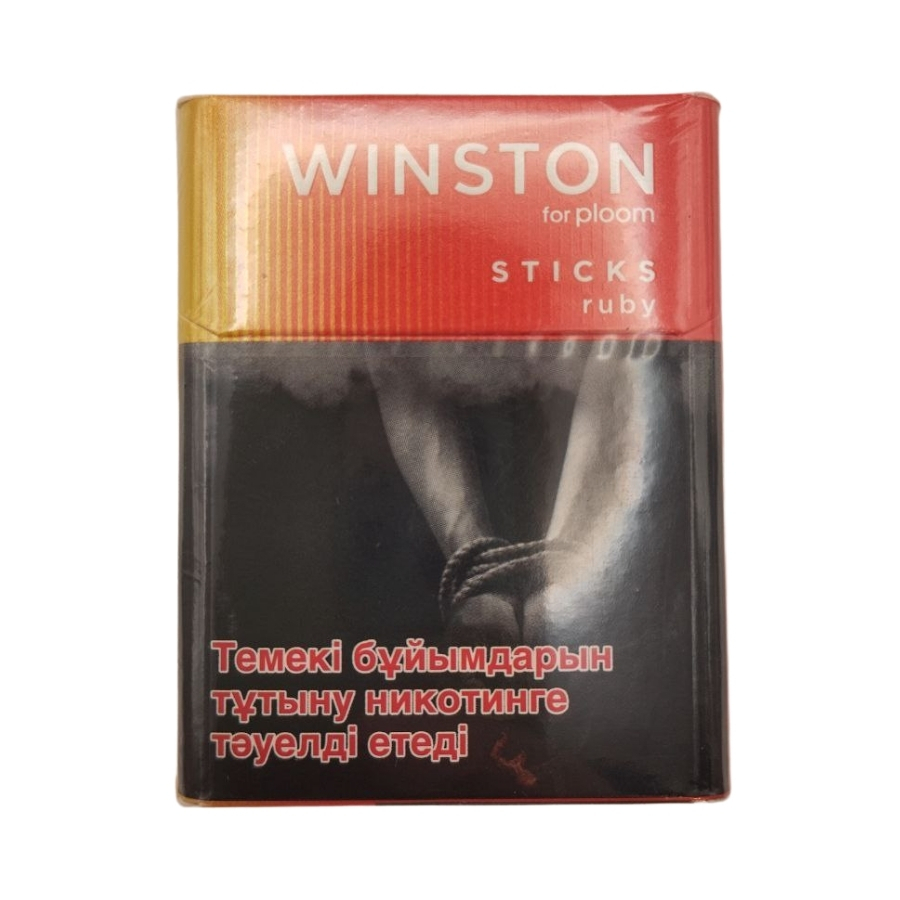 WINSTON
for ploom
STICKS
ruby
Темекі бұйымдарын
тұтыну никотинге
тәуелді етеді